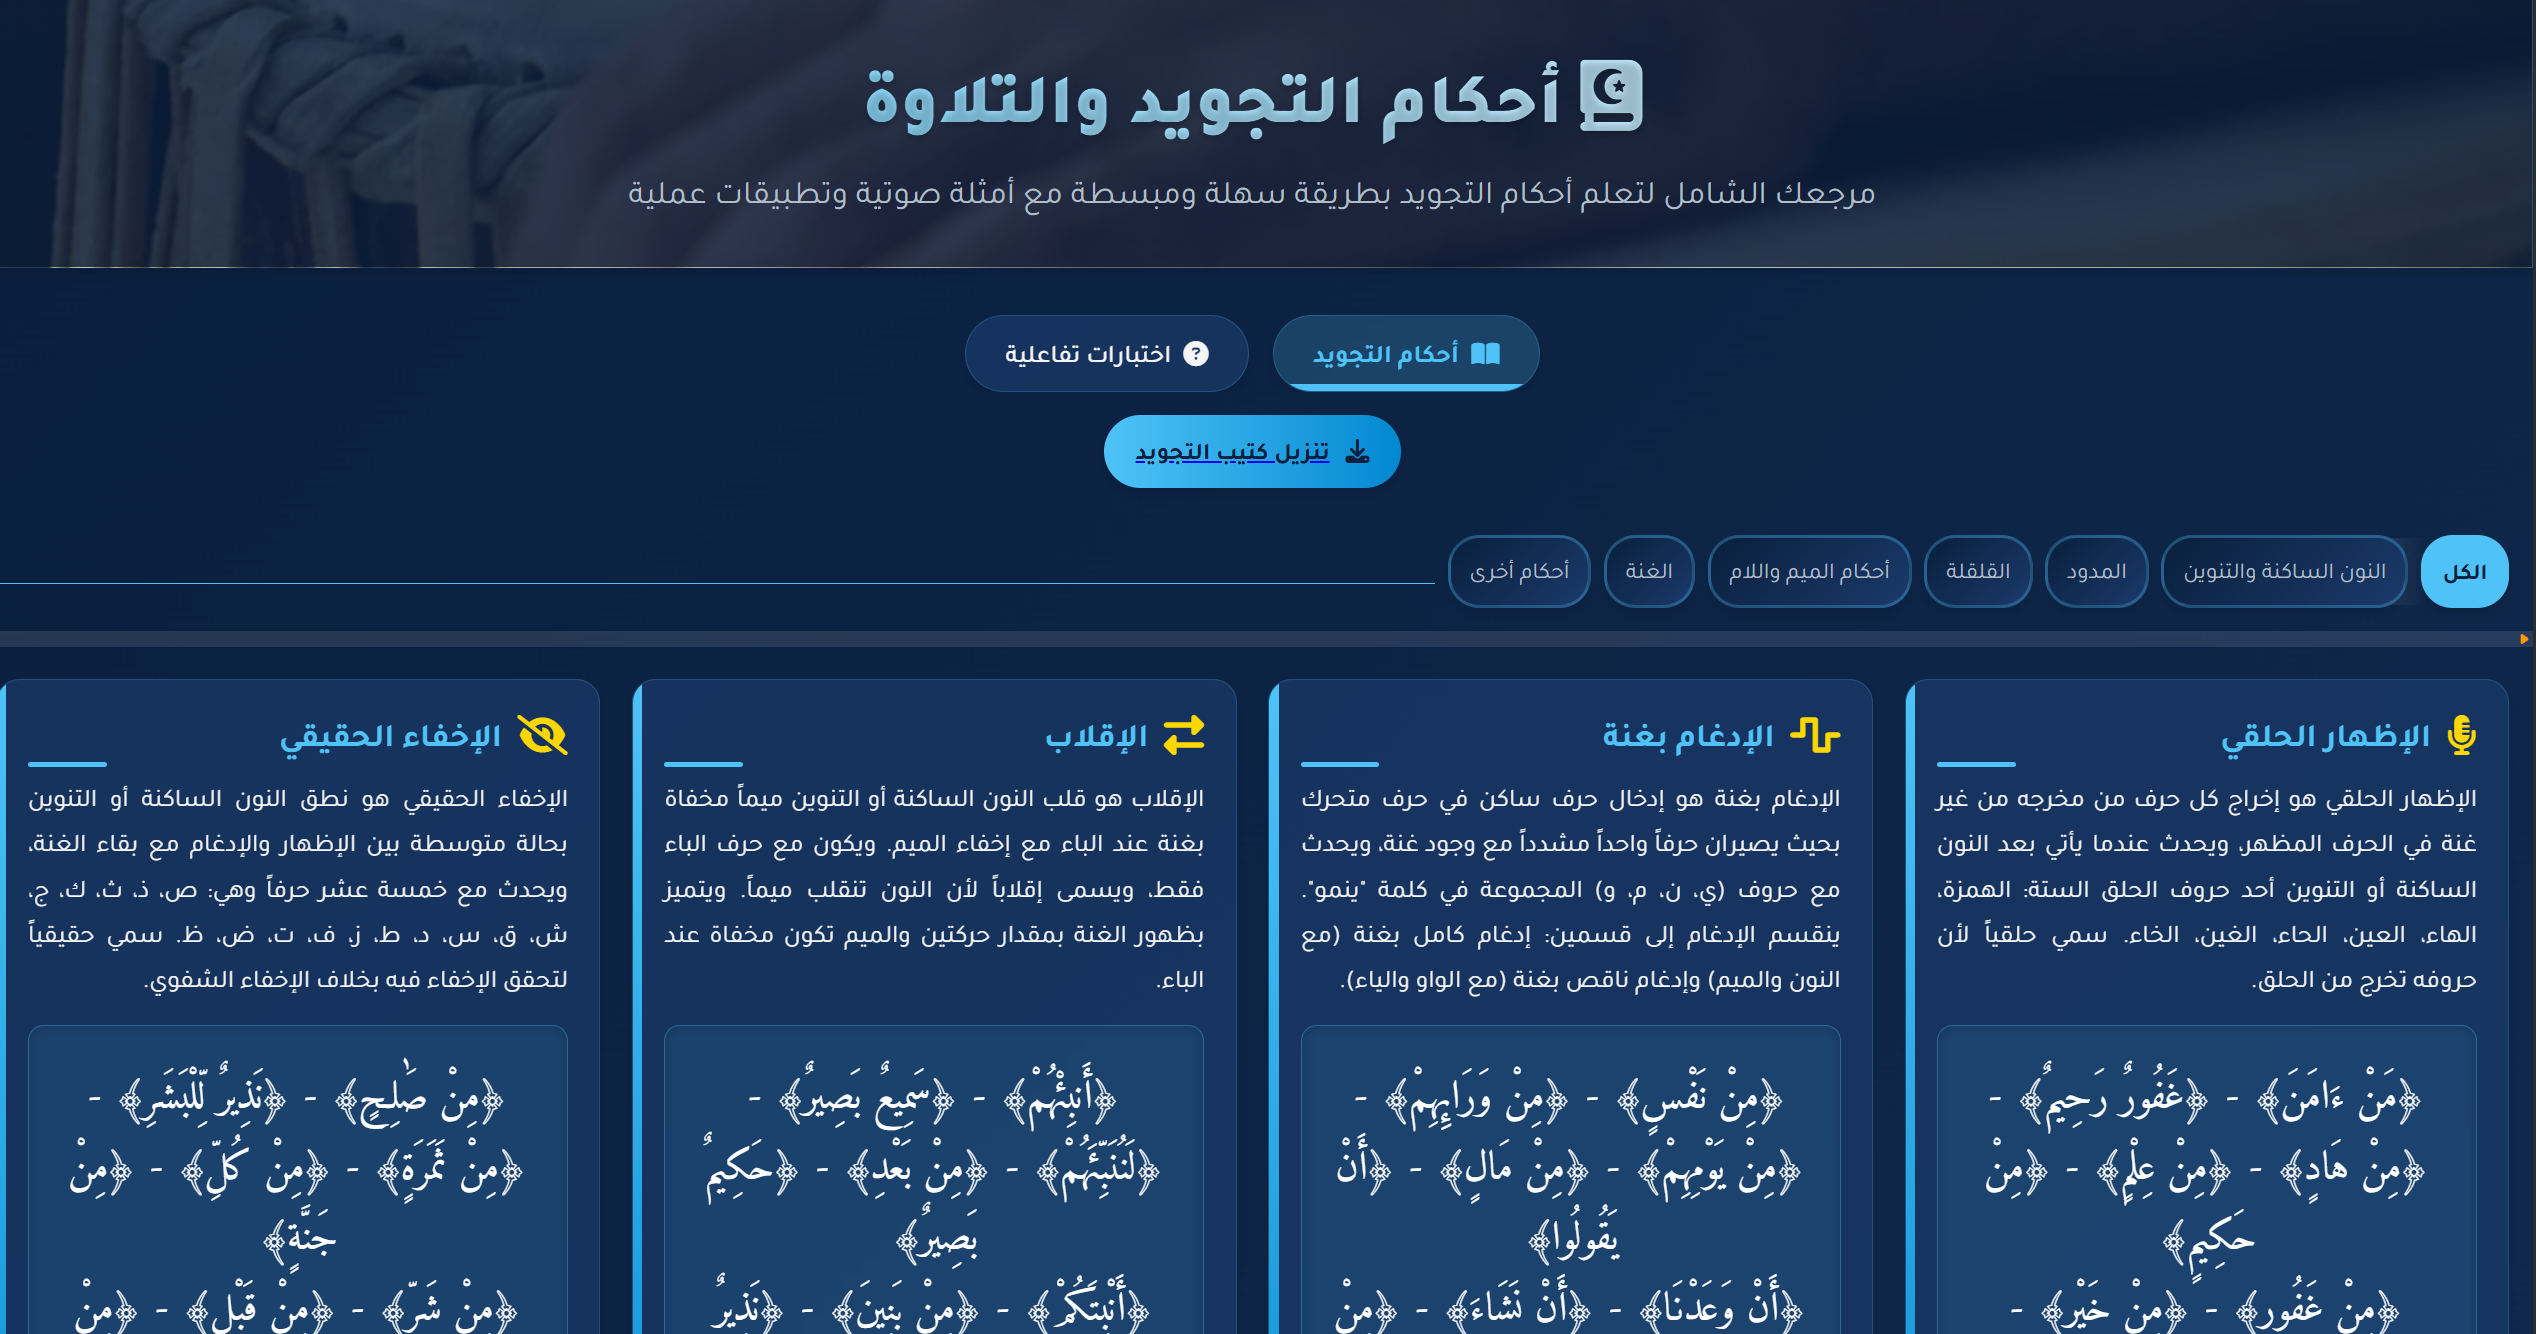 أحكام التجويد والتلاوة
مرجعك الشامل لتعلم أحكام التجويد بطريقة سهلة ومبسطة مع أمثلة صوتية وتطبيقات عملية
أحكام التجويد
اختبارات تفاعلية
تنزيل كتيب التجويد
الكل
النون الساكنة والتنوين
المدود
القلقلة
أحكام الميم واللام
الغنة
أحكام أخرى
الإظهار الحلقي
الإظهار الحلقي هو إخراج كل حرف من مخرجه من غير
غنة في الحرف المظهر، ويحدث عندما يأتي بعد النون
الساكنة أو التنوين أحد حروف الحلق الستة: الهمزة،
الهاء، العين، الحاء، الغين، الخاء. سمي حلقياً لأن
حروفه تخرج من الحلق.
﴿مَنْ ءَامَنَ﴾ - ﴿غَفُورٌ رَحِيمٌ﴾ -
﴿مِنْ هَادٍ﴾ - ﴿مِنْ عِلْمٍ﴾ - ﴿مِنْ
حَكِيمٍ﴾
﴿مِنْ غَفُورٍ﴾ - ﴿مِنْ خَيْرٍ﴾ -
الإدغام بغنة
الإدغام بغنة هو إدخال حرف ساكن في حرف متحرك
بحيث يصيران حرفاً واحداً مشدداً مع وجود غنة، ويحدث
مع حروف (ي، ن، م، و) المجموعة في كلمة "ينمو".
ينقسم الإدغام إلى قسمين: إدغام كامل بغنة (مع
النون والميم) وإدغام ناقص بغنة (مع الواو والياء).
﴿مِنْ نَفْسٍ﴾ - ﴿مِنْ وَرَايِهِمْ﴾ -
﴿مِنْ يَوْمِهِمْ﴾ - ﴿مِنْ مَالٍ﴾ - ﴿أَنْ
يَقُولُوا﴾
﴿أَنْ وَعَدْنَا﴾ - ﴿أَنْ نَشَاءَ﴾ - ﴿مِنْ
الإقلاب
الإقلاب هو قلب النون الساكنة أو التنوين ميماً مخفاة
بغنة عند الباء مع إخفاء الميم. ويكون مع حرف الباء
فقط، ويسمى إقلاباً لأن النون تنقلب ميماً. ويتميز
بظهور الغنة بمقدار حركتين والميم تكون مخفاة عند
الباء.
﴿أَنبِئْهُمْ﴾ - ﴿سَمِيعٌ بَصِيرٌ﴾ -
﴿لَنُنَبِّئَهُمْ﴾ - ﴿مِنْ بَعْدِ﴾ - ﴿حَكِيمٌ
بَصِيرٌ﴾
﴿أَنْبَتَكُمْ﴾ - ﴿مِنْ بَنِينَ﴾ - ﴿نَذِيرٌ
الإخفاء الحقيقي
الإخفاء الحقيقي هو نطق النون الساكنة أو التنوين
بحالة متوسطة بين الإظهار والإدغام مع بقاء الغنة،
ويحدث مع خمسة عشر حرفاً وهي: ص، ذ، ث، ك، ج،
ش، ق، س، د، ط، ز، ف، ت، ض، ظ. سمي حقيقياً
لتحقق الإخفاء فيه بخلاف الإخفاء الشفوي.
﴿مِنْ صَٰلِحٍ﴾ - ﴿نَذِيرٌ لِّلْبَشَرِ﴾ -
﴿مِنْ ثَمَرَةٍ﴾ - ﴿مِنْ كُلِّ﴾ - ﴿مِنْ
جَنَّةٍ﴾
﴿مِنْ شَرِّ﴾ - ﴿مِنْ قَبْلِ﴾ - ﴿مِنْ